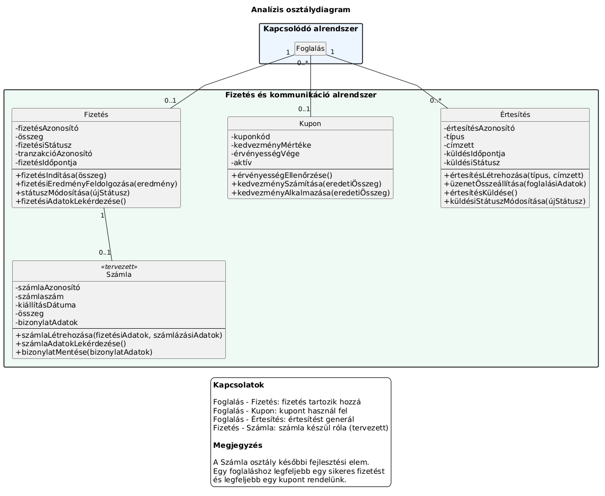 Analízis osztálydiagram
Kapcsolódó alrendszer
Foglalás
1
0..*
1
0..1
0..1
0..*
Fizetés és kommunikáció alrendszer
Fizetés
-fizetésAzonosító
-összeg
-fizetésiStátusz
-tranzakcióAzonosító
-fizetésIdőpontja
+fizetésIndítása(összeg)
+fizetésiEredményFeldolgozása(eredmény)
+státuszMódosítása(újStátusz)
+fizetésiAdatokLekérdezése()
Kupon
-kuponkód
-kedvezményMértéke
-érvényességVége
-aktív
+érvényességEllenőrzése()
+kedvezménySzámítása(eredetiÖsszeg)
+kedvezményAlkalmazása(eredetiÖsszeg)
Értesítés
-értesítésAzonosító
-típus
-címzett
-küldésIdőpontja
-küldésiStátusz
+értesítésLétrehozása(típus, címzett)
+üzenetÖsszeállítása(foglalásiAdatok)
+értesítésKüldése()
+küldésiStátuszMódosítása(újStátusz)
1
0..1
«tervezett»
Számla
-számlaAzonosító
-számlaszám
-kiállításDátuma
-összeg
-bizonylatAdatok
+számlaLétrehozása(fizetésiAdatok, számlázásiAdatok)
+számlaAdatokLekérdezése()
+bizonylatMentése(bizonylatAdatok)
Kapcsolatok
Foglalás - Fizetés: fizetés tartozik hozzá
Foglalás - Kupon: kupont használ fel
Foglalás - Értesítés: értesítést generál
Fizetés - Számla: számla készül róla (tervezett)
Megjegyzés
A Számla osztály későbbi fejlesztési elem.
Egy foglaláshoz legfeljebb egy sikeres fizetést
és legfeljebb egy kupont rendelünk.